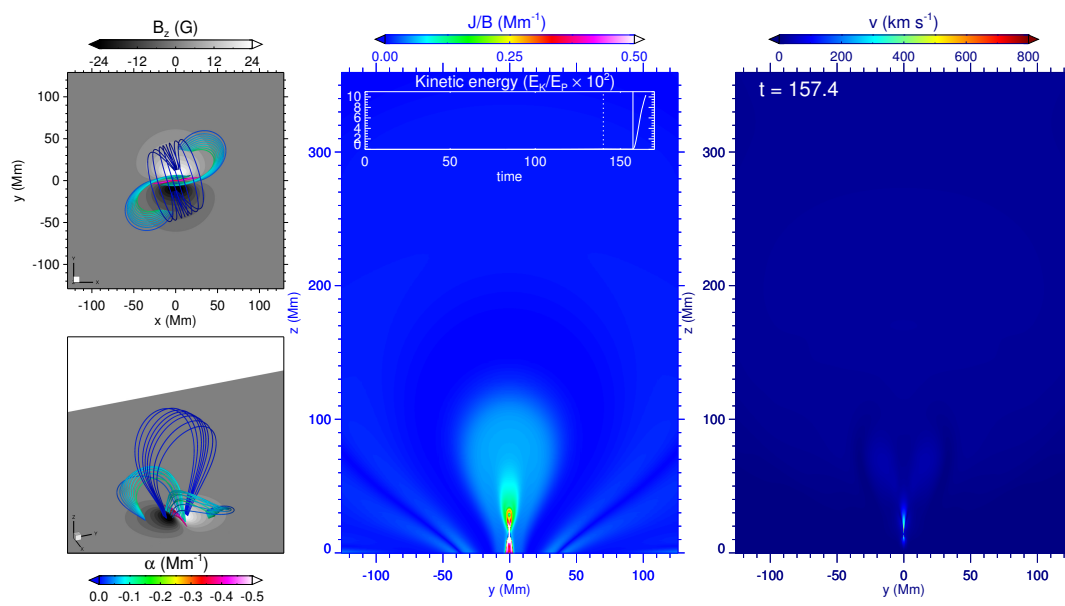 B_z (G)
-24 -12 0 12 24
y (Mm)
100
50
0
-50
-100
-100 -50 0 50 100
x (Mm)
Y
X
Z
Y
X
α (Mm⁻¹)
0.0 -0.1 -0.2 -0.3 -0.4 -0.5
J/B (Mm⁻¹)
0.00 0.25 0.50
Kinetic energy (E_K/E_P × 10²)
10
8
6
4
2
0
0 50 100 150
time
z (Mm)
300
200
100
0
-100 -50 0 50 100
y (Mm)
v (km s⁻¹)
0 200 400 600 800
t = 157.4
z (Mm)
300
200
100
0
-100 -50 0 50 100
y (Mm)